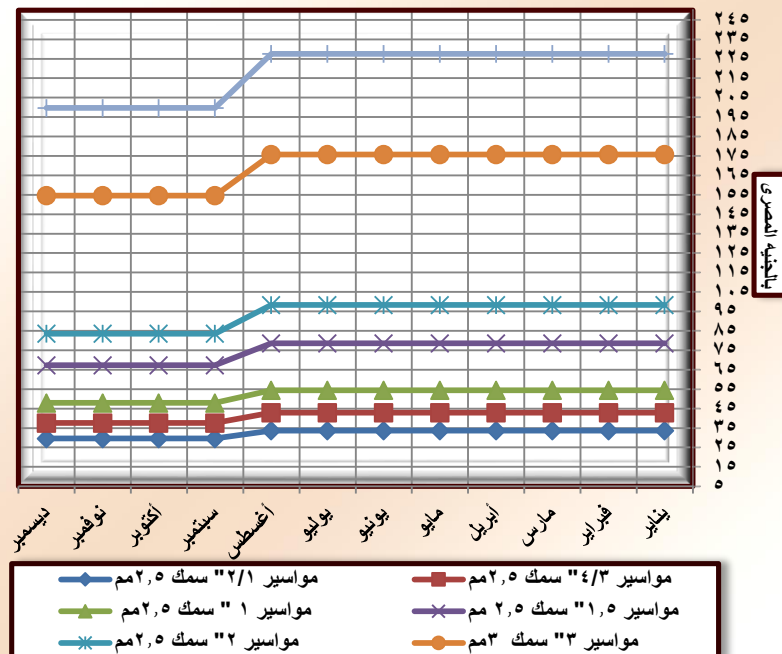 ٢٤٥
٢٣٥
٢٢٥
٢١٥
٢٠٥
١٩٥
١٨٥
١٧٥
١٦٥
١٥٥
١٤٥
١٣٥
١٢٥
١١٥
١٠٥
٩٥
٨٥
٧٥
٦٥
٥٥
٤٥
٣٥
٢٥
١٥
٥
بالجنيه المصرى
يناير
فبراير
مارس
أبريل
مايو
يونيو
يوليو
أغسطس
سبتمبر
أكتوبر
نوفمبر
ديسمبر
مواسير ٤/٣" سمك ٢,٥مم
مواسير ٢/١" سمك ٢,٥مم
مواسير ١,٥" سمك ٢,٥ مم
مواسير ١ " سمك ٢,٥مم
مواسير ٣" سمك ٣مم
مواسير ٢" سمك ٢,٥مم